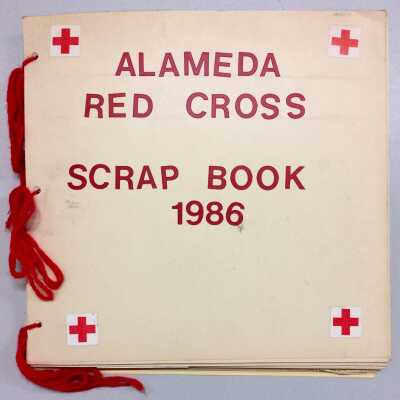 ALAMEDA
RED CROSS
SCRAP BOOK
1986